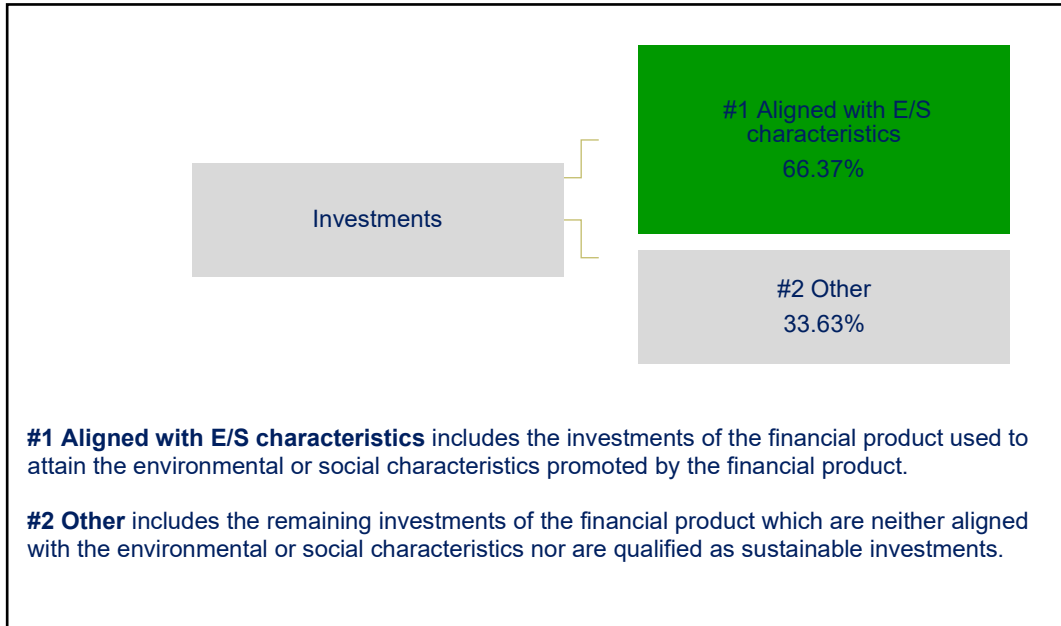 #1 Aligned with E/S
characteristics
66.37%
Investments
#2 Other
33.63%
#1 Aligned with E/S characteristics includes the investments of the financial product used to
attain the environmental or social characteristics promoted by the financial product.
#2 Other includes the remaining investments of the financial product which are neither aligned
with the environmental or social characteristics nor are qualified as sustainable investments.